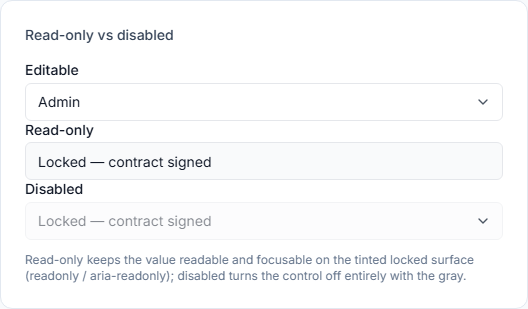 Read-only vs disabled
Editable
Admin
Read-only
Locked — contract signed
Disabled
Locked — contract signed
Read-only keeps the value readable and focusable on the tinted locked surface
(readonly / aria-readonly); disabled turns the control off entirely with the gray.